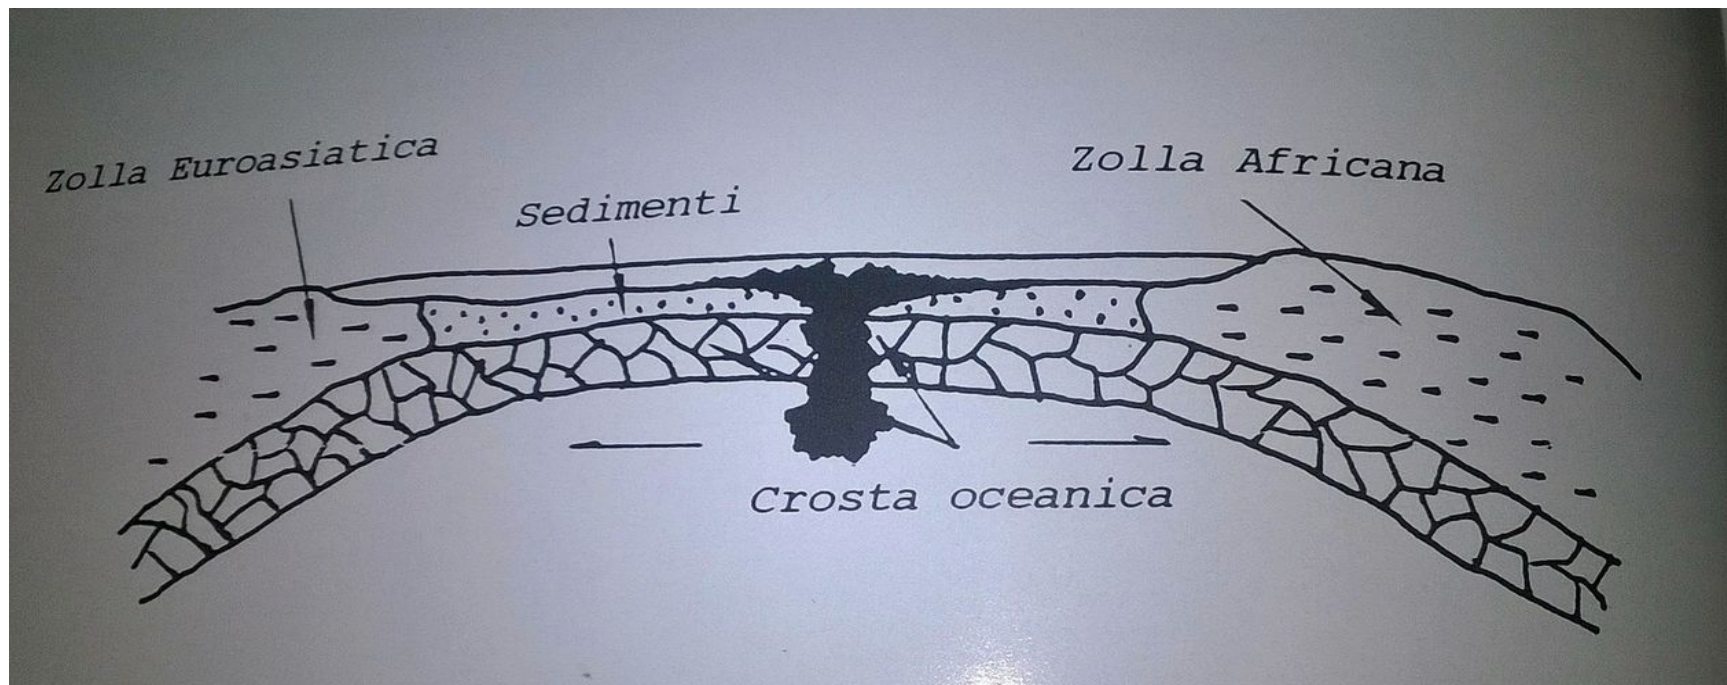 Zolla Euroasiatica
Sedimenti
Zolla Africana
Crosta oceanica